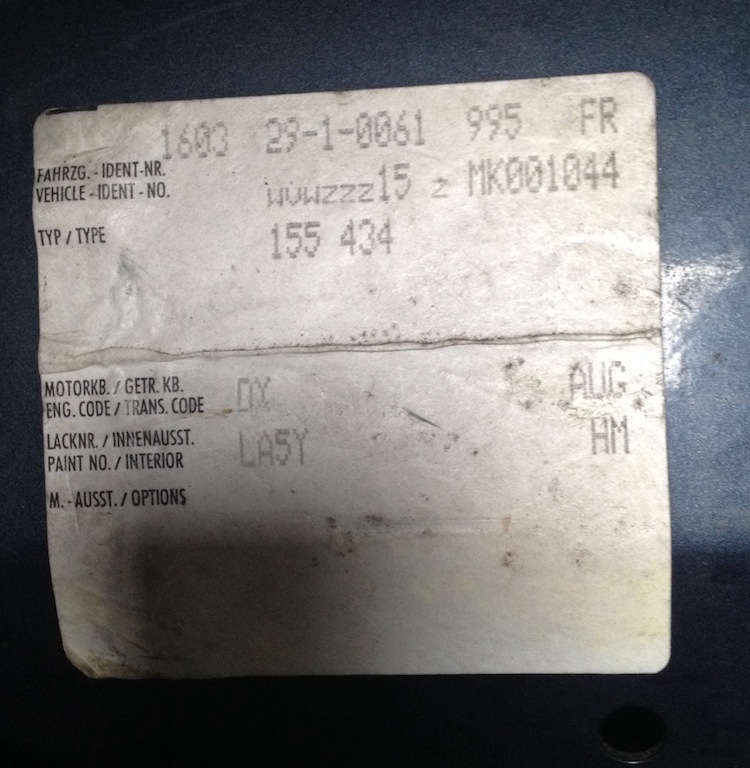 1603 29-1-0061 995 FR
FAHRZG. - IDENT-NR.
VEHICLE - IDENT - NO. WVWZZZ15 Z MK001044
TYP / TYPE 155 434
MOTORKB. / GETR. KB.
ENG. CODE / TRANS. CODE DX AUG
LACKNR. / INNENAUSST.
PAINT NO. / INTERIOR LA5Y HM
M. - AUSST. / OPTIONS